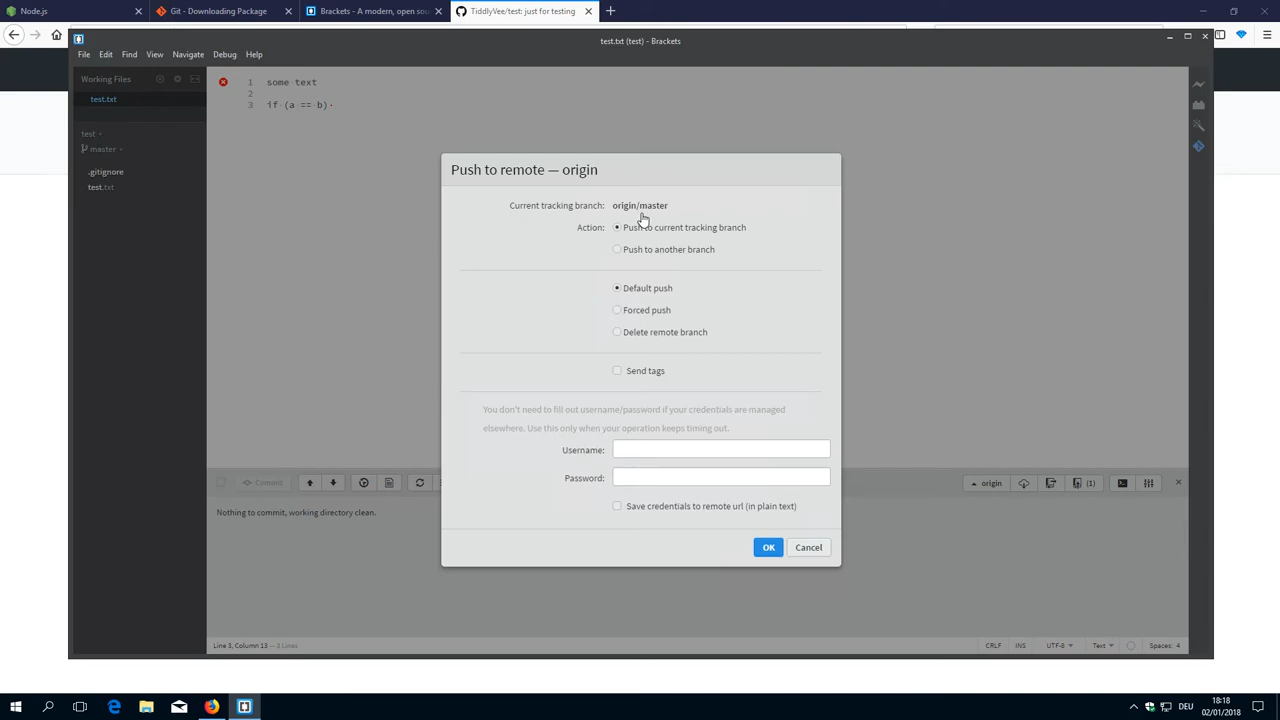 Node.js
Git - Downloading Package
Brackets - A modern, open sou
TiddlyVee/test: just for testing
test.txt (test) - Brackets
File Edit Find View Navigate Debug Help
Working Files
test.txt
test
master
.gitignore
test.txt
1 some text
2
3 if (a == b)
Push to remote — origin
Current tracking branch: origin/master
Action: Push to current tracking branch
Push to another branch
Default push
Forced push
Delete remote branch
Send tags
You don't need to fill out username/password if your credentials are managed
elsewhere. Use this only when your operation keeps timing out.
Username:
Password:
Save credentials to remote url (in plain text)
OK Cancel
Commit
origin
(1)
Nothing to commit, working directory clean.
Line 3, Column 13 — 3 Lines
CRLF INS UTF-8 Text Spaces: 4
DEU
18:18
02/01/2018